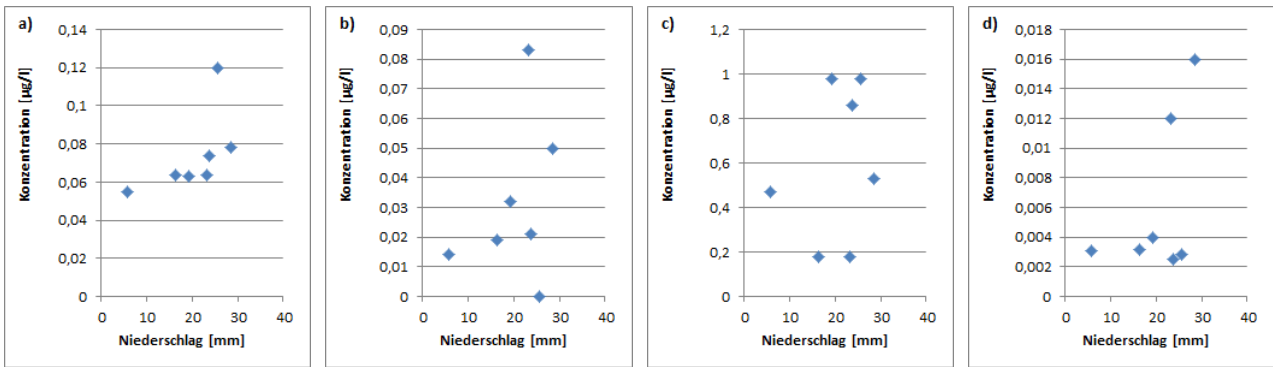 a)
0,14
0,12
0,1
0,08
0,06
0,04
0,02
0
0 10 20 30 40
Konzentration [µg/l]
Niederschlag [mm]
b)
0,09
0,08
0,07
0,06
0,05
0,04
0,03
0,02
0,01
0
0 10 20 30 40
Konzentration [µg/l]
Niederschlag [mm]
c)
1,2
1
0,8
0,6
0,4
0,2
0
0 10 20 30 40
Konzentration [µg/l]
Niederschlag [mm]
d)
0,018
0,016
0,014
0,012
0,01
0,008
0,006
0,004
0,002
0
0 10 20 30 40
Konzentration [µg/l]
Niederschlag [mm]